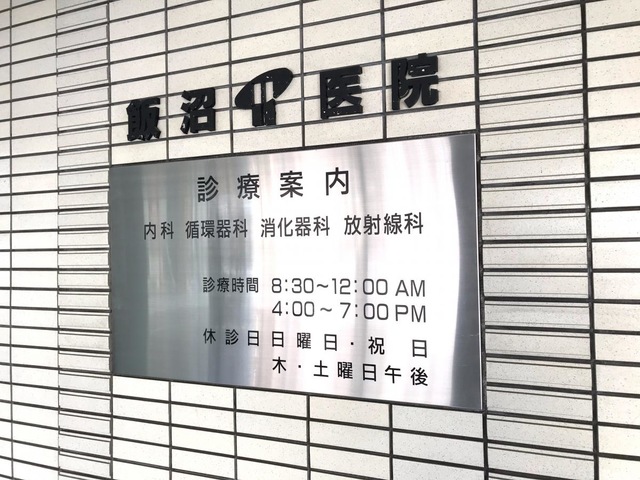 飯沼医院
診療案内
内科 循環器科 消化器科 放射線科
診療時間 8:30～12:00 AM
4:00～7:00 PM
休診日日曜日・祝日
木・土曜日午後